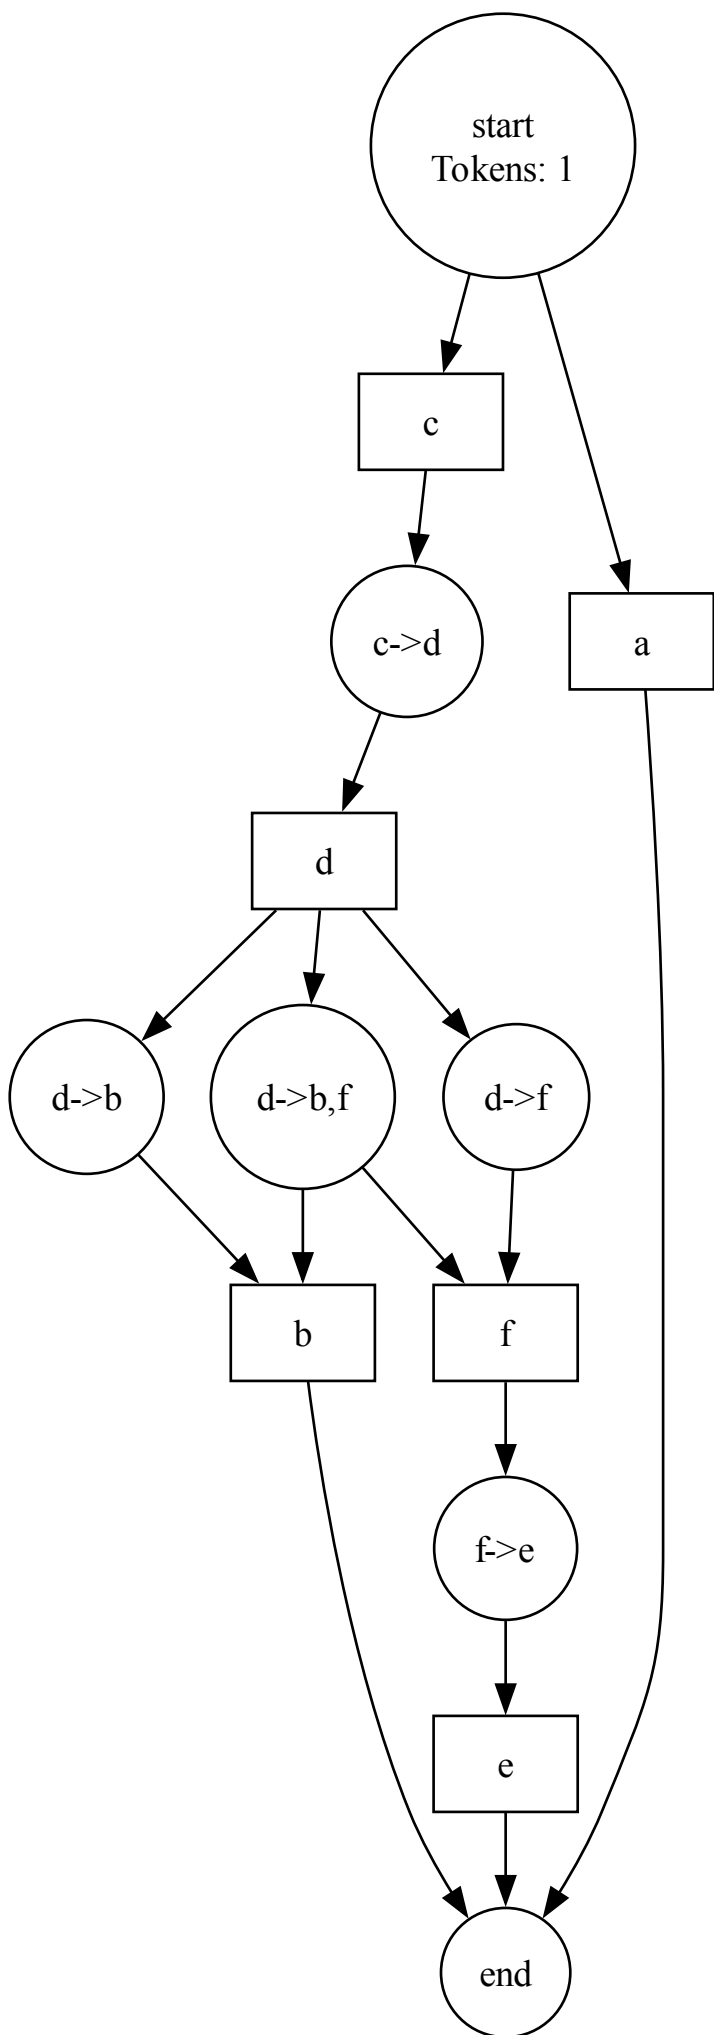 start
Tokens: 1
c
c->d
a
d
d->b
d->b,f
d->f
b
f
f->e
e
end